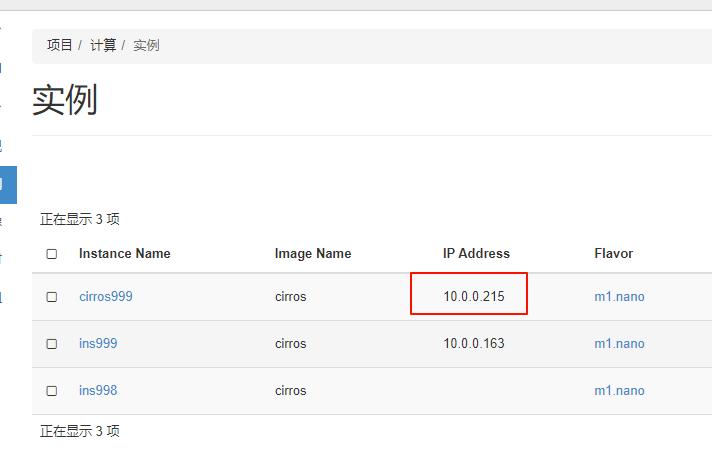 项目 / 计算 / 实例
实例
正在显示 3 项
Instance Name Image Name IP Address Flavor
cirros999 cirros 10.0.0.215 m1.nano
ins999 cirros 10.0.0.163 m1.nano
ins998 cirros m1.nano
正在显示 3 项